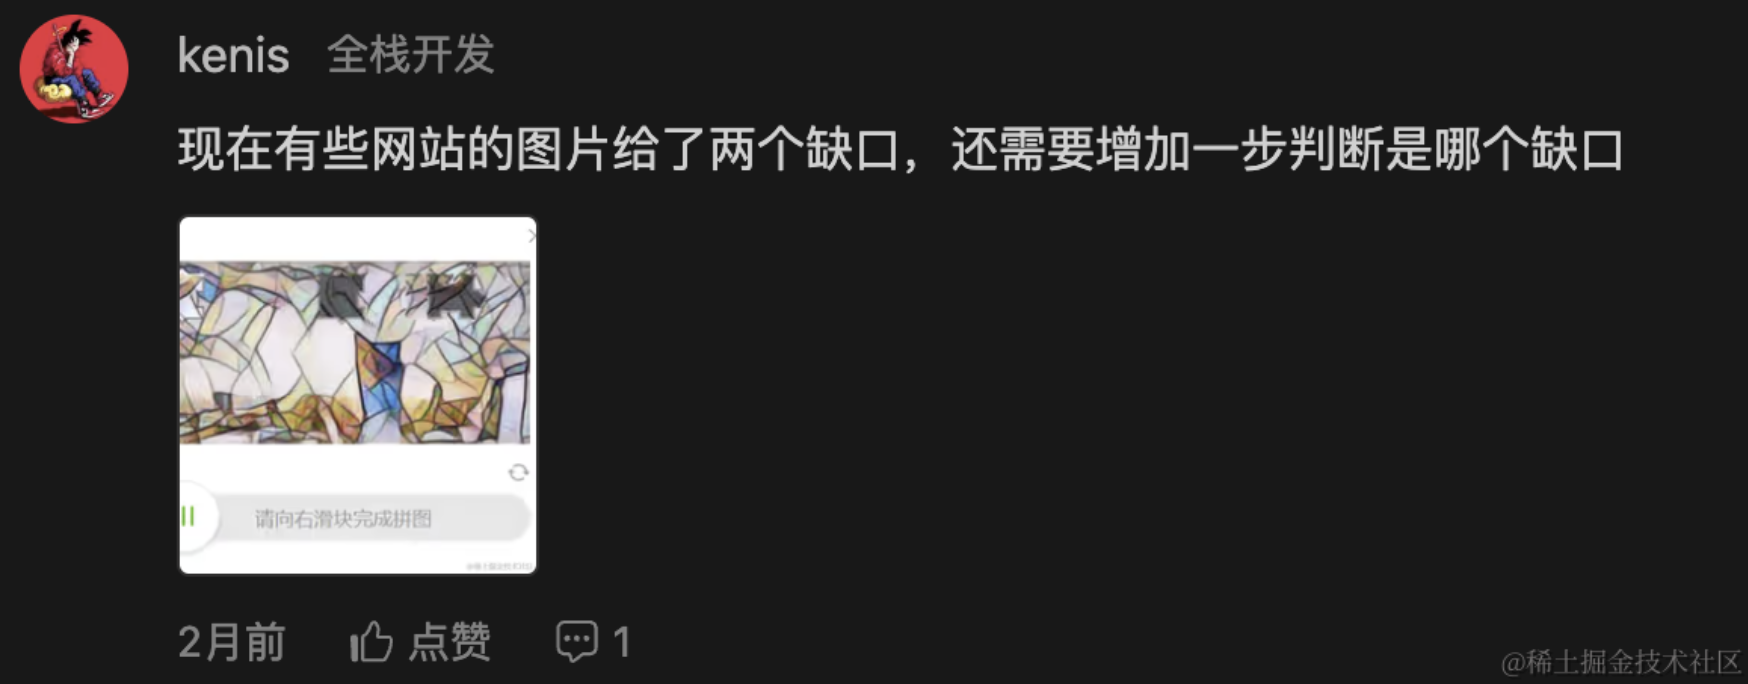 kenis 全栈开发
现在有些网站的图片给了两个缺口，还需要增加一步判断是哪个缺口
请向右滑块完成拼图
2月前 点赞 1
@稀土掘金技术社区